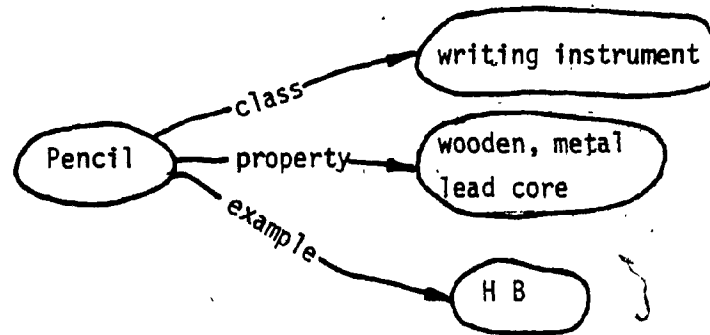 writing instrument
class
Pencil
property
wooden, metal
lead core
example
H B